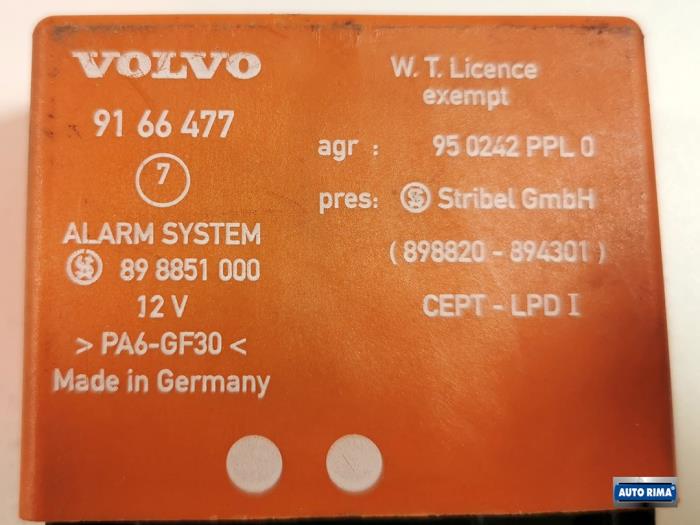 VOLVO
91 66 477
7
ALARM SYSTEM
89 8851 000
12 V
> PA6-GF30 <
Made in Germany
W. T. Licence
exempt
agr : 95 0242 PPL 0
pres: Stribel GmbH
( 898820 - 894301 )
CEPT - LPD I
AUTO RIMA